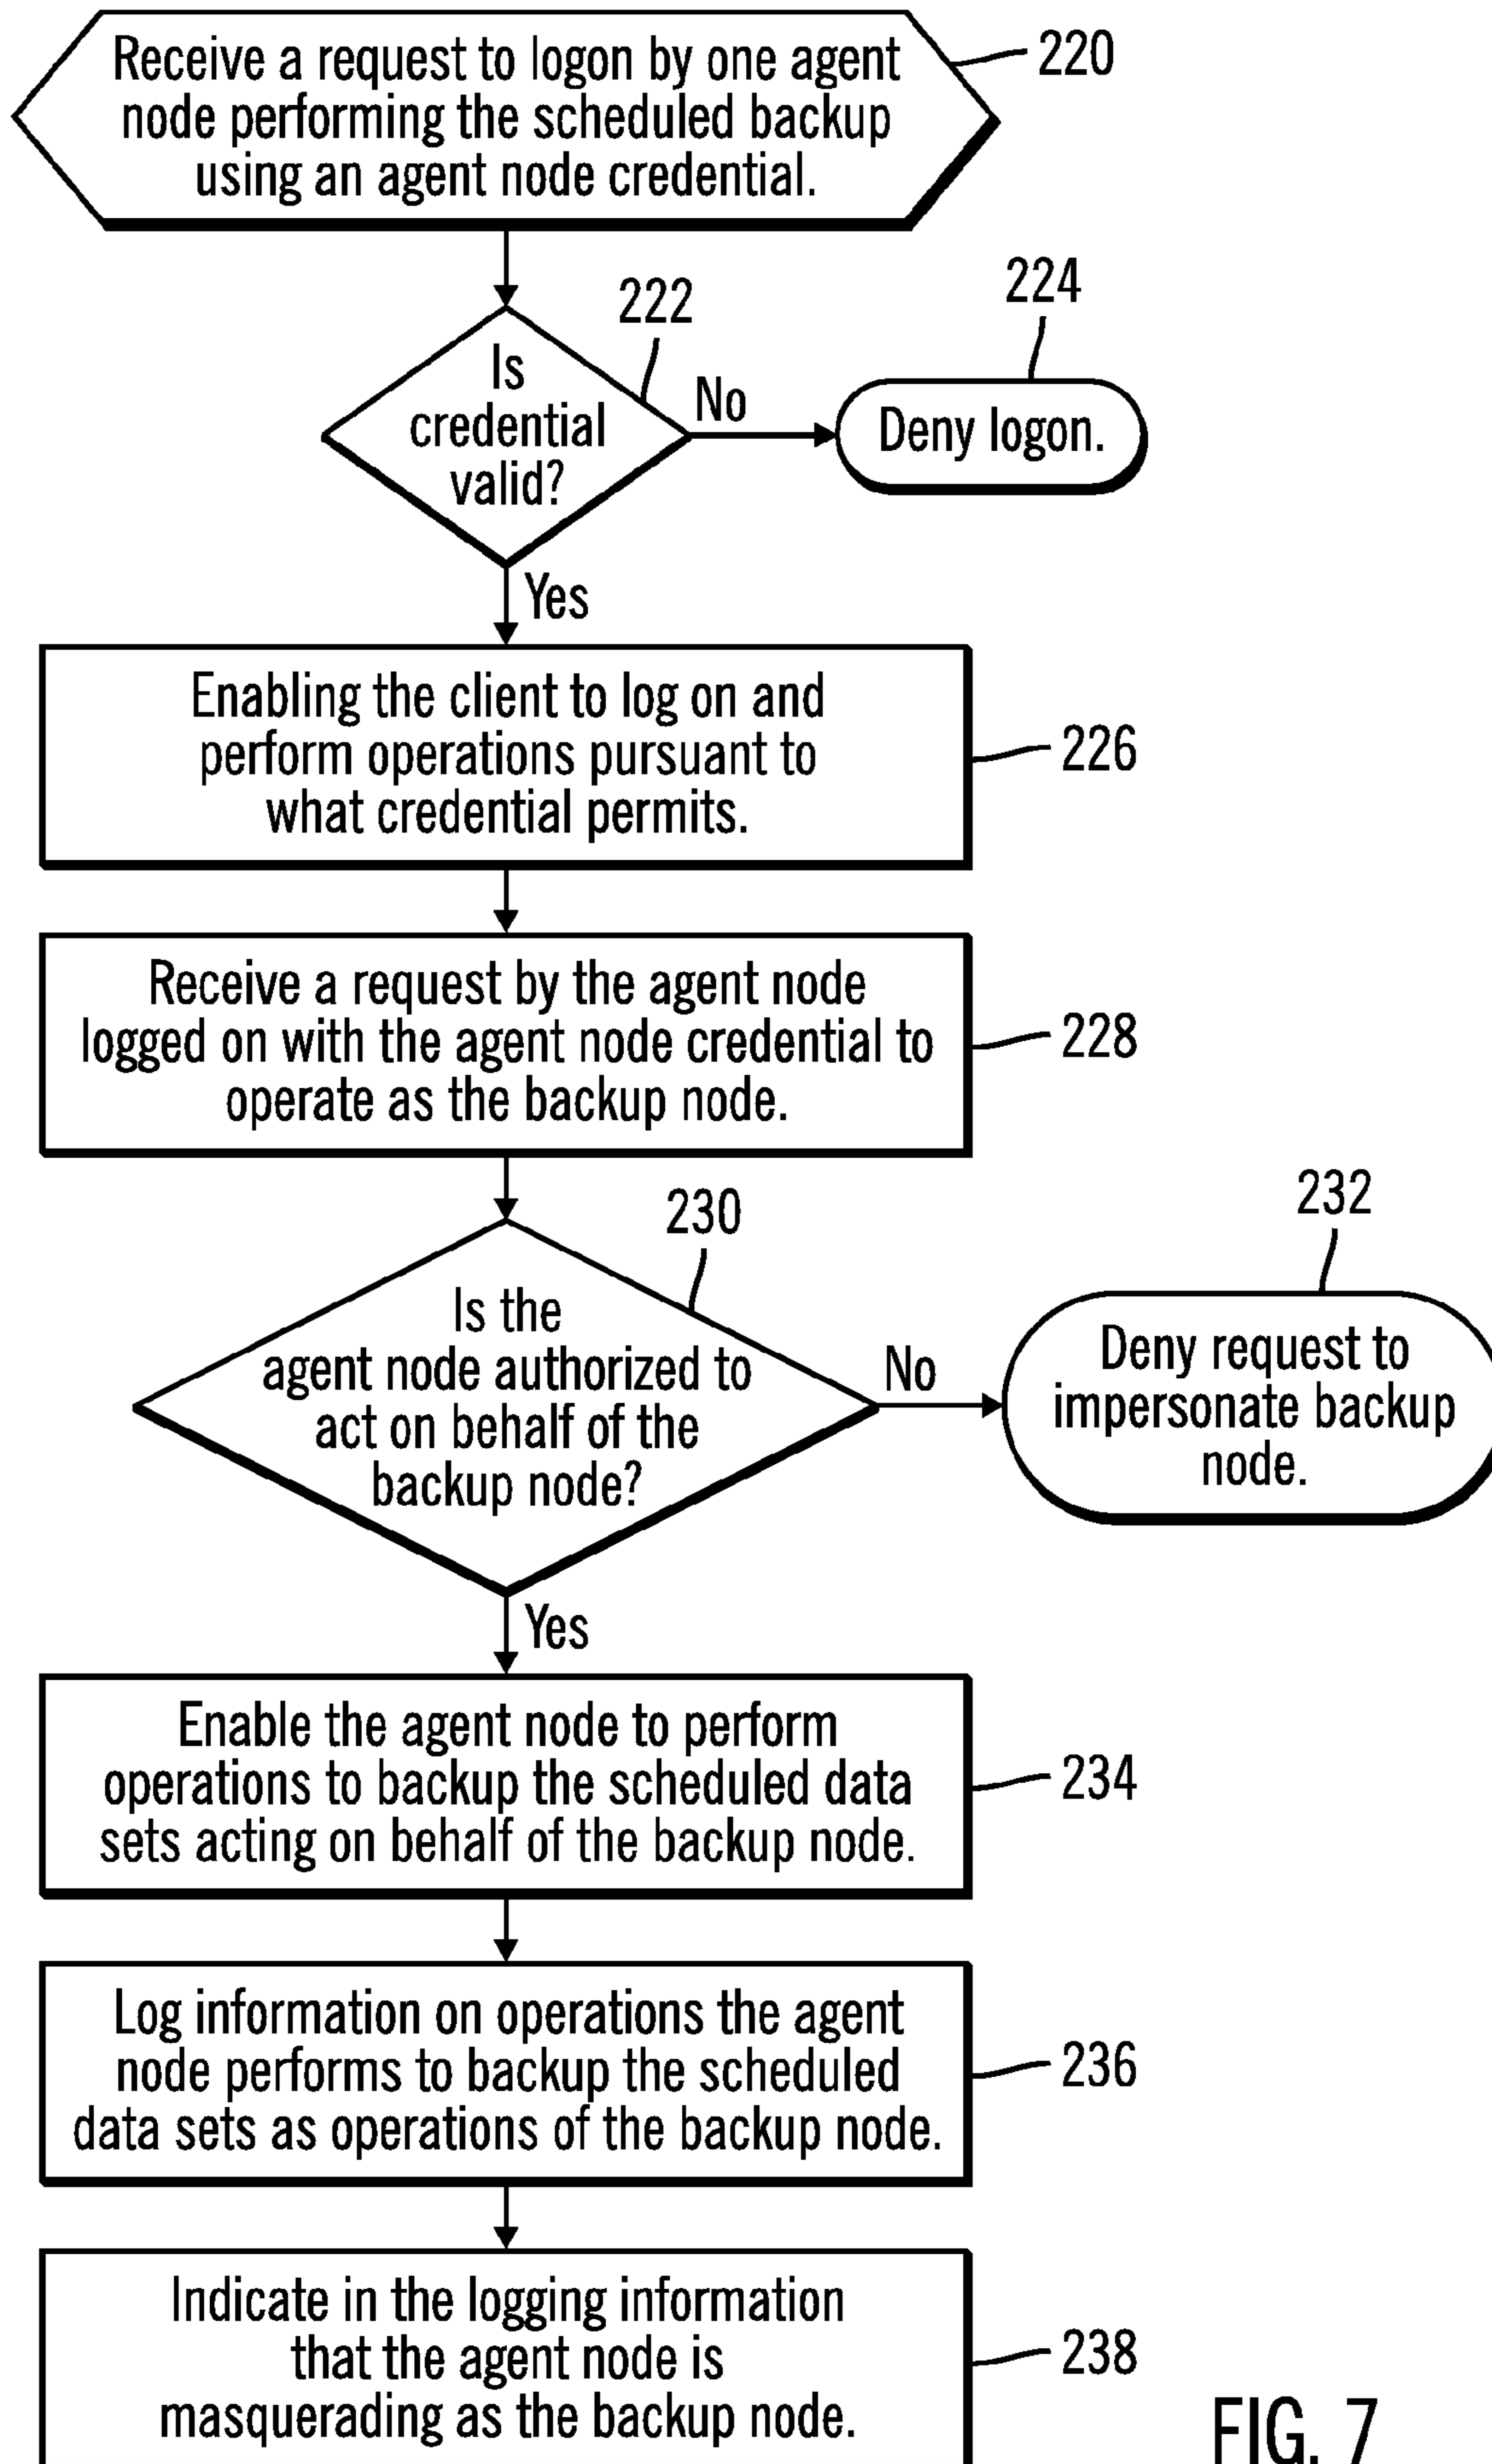 Receive a request to logon by one agent
node performing the scheduled backup
using an agent node credential.
220
Is
credential
valid?
222
No
224
Deny logon.
Yes
Enabling the client to log on and
perform operations pursuant to
what credential permits.
226
Receive a request by the agent node
logged on with the agent node credential to
operate as the backup node.
228
Is the
agent node authorized to
act on behalf of the
backup node?
230
No
232
Deny request to
impersonate backup
node.
Yes
Enable the agent node to perform
operations to backup the scheduled data
sets acting on behalf of the backup node.
234
Log information on operations the agent
node performs to backup the scheduled
data sets as operations of the backup node.
236
Indicate in the logging information
that the agent node is
masquerading as the backup node.
238
FIG. 7